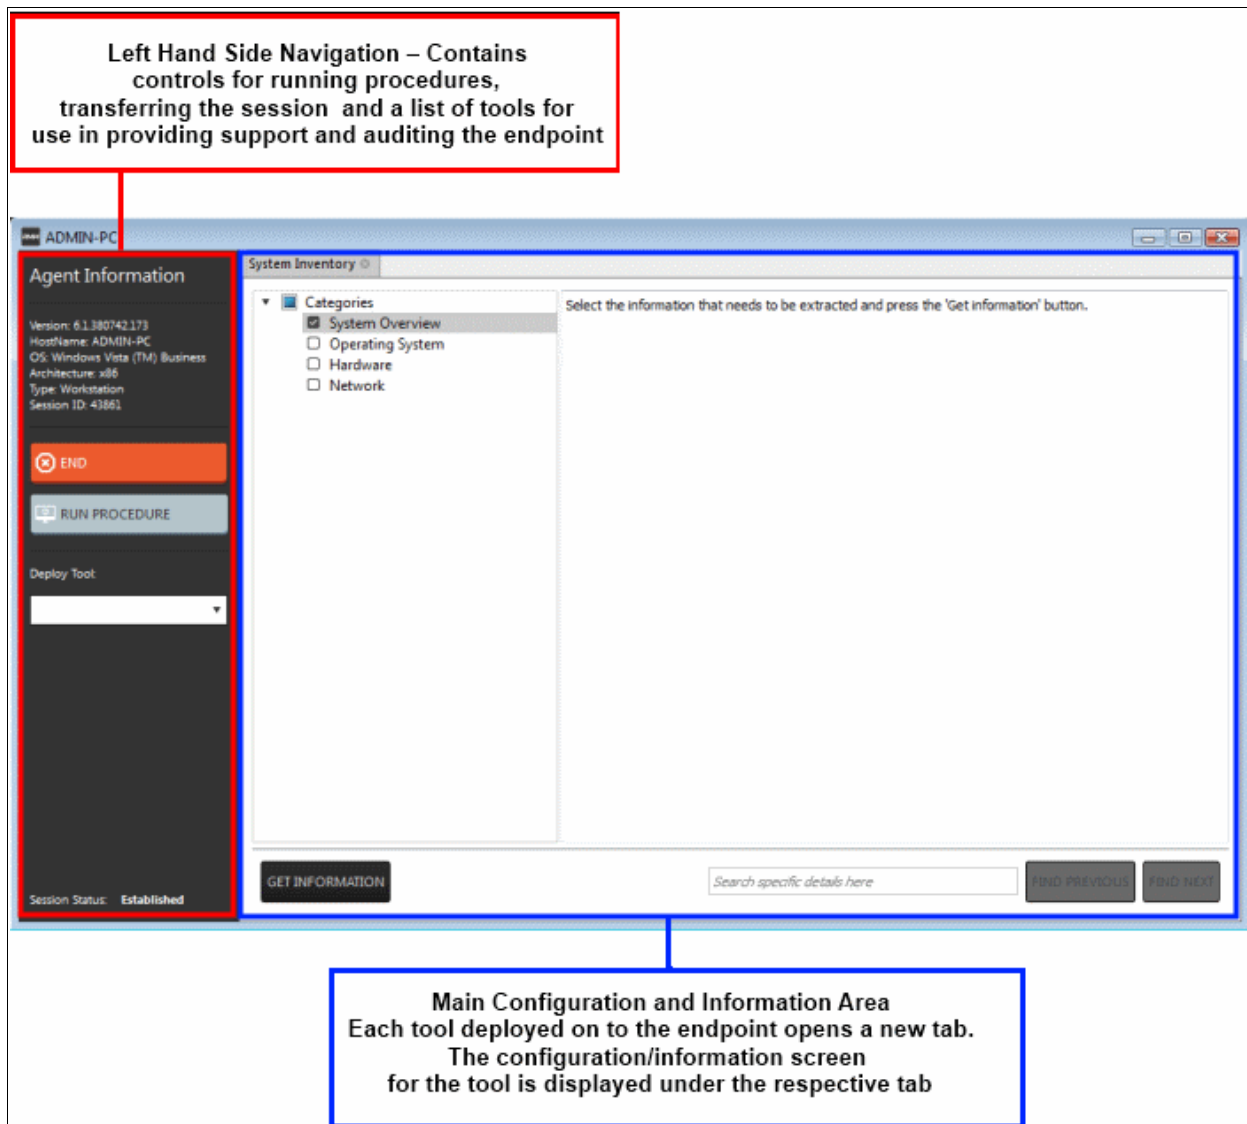 Left Hand Side Navigation – Contains
controls for running procedures,
transferring the session and a list of tools for
use in providing support and auditing the endpoint
ADMIN-PC
Agent Information
Version: 6.1.380742.173
HostName: ADMIN-PC
OS: Windows Vista (TM) Business
Architecture: x86
Type: Workstation
Session ID: 43861
END
RUN PROCEDURE
Deploy Tool:
Session Status: Established
System Inventory
Categories
System Overview
Operating System
Hardware
Network
Select the information that needs to be extracted and press the 'Get information' button.
GET INFORMATION
Search specific details here
FIND PREVIOUS
FIND NEXT
Main Configuration and Information Area
Each tool deployed on to the endpoint opens a new tab.
The configuration/information screen
for the tool is displayed under the respective tab